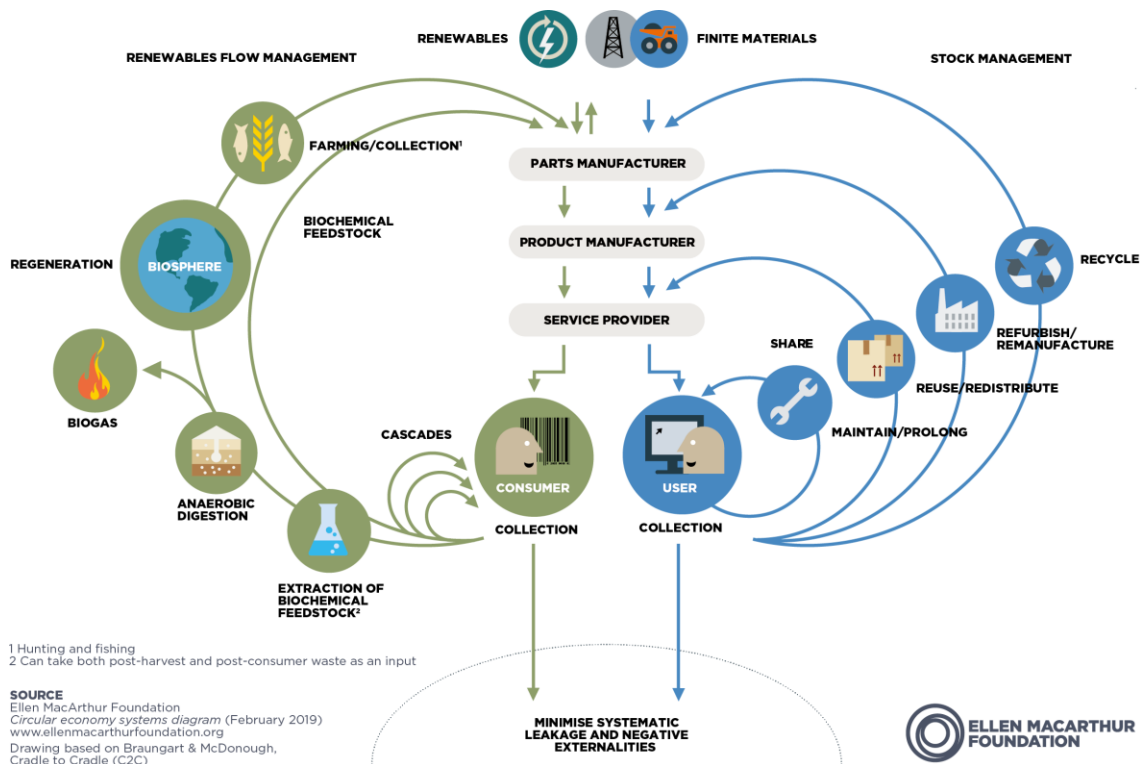 RENEWABLES
FINITE MATERIALS
RENEWABLES FLOW MANAGEMENT
STOCK MANAGEMENT
FARMING/COLLECTION¹
PARTS MANUFACTURER
BIOCHEMICAL
FEEDSTOCK
PRODUCT MANUFACTURER
REGENERATION
BIOSPHERE
RECYCLE
SERVICE PROVIDER
SHARE
REFURBISH/
REMANUFACTURE
REUSE/REDISTRIBUTE
BIOGAS
CASCADES
MAINTAIN/PROLONG
CONSUMER
USER
ANAEROBIC
DIGESTION
COLLECTION
COLLECTION
EXTRACTION OF
BIOCHEMICAL
FEEDSTOCK²
1 Hunting and fishing
2 Can take both post-harvest and post-consumer waste as an input
SOURCE
Ellen MacArthur Foundation
Circular economy systems diagram (February 2019)
www.ellenmacarthurfoundation.org
Drawing based on Braungart & McDonough,
Cradle to Cradle (C2C)
MINIMISE SYSTEMATIC
LEAKAGE AND NEGATIVE
EXTERNALITIES
ELLEN MACARTHUR
FOUNDATION